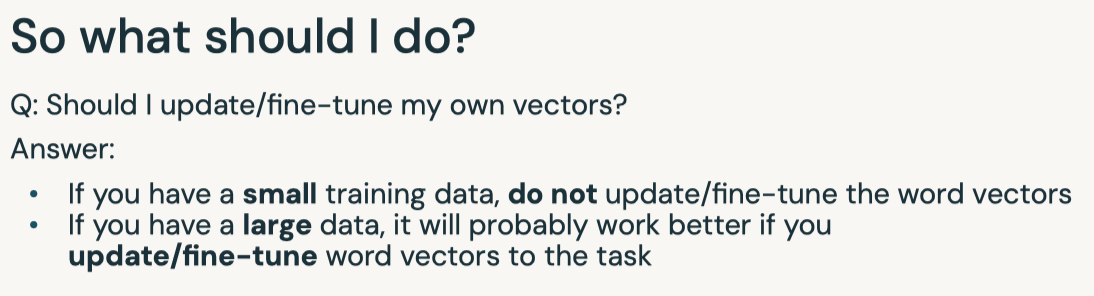 So what should I do?
Q: Should I update/fine-tune my own vectors?
Answer:
• If you have a small training data, do not update/fine-tune the word vectors
• If you have a large data, it will probably work better if you
update/fine-tune word vectors to the task